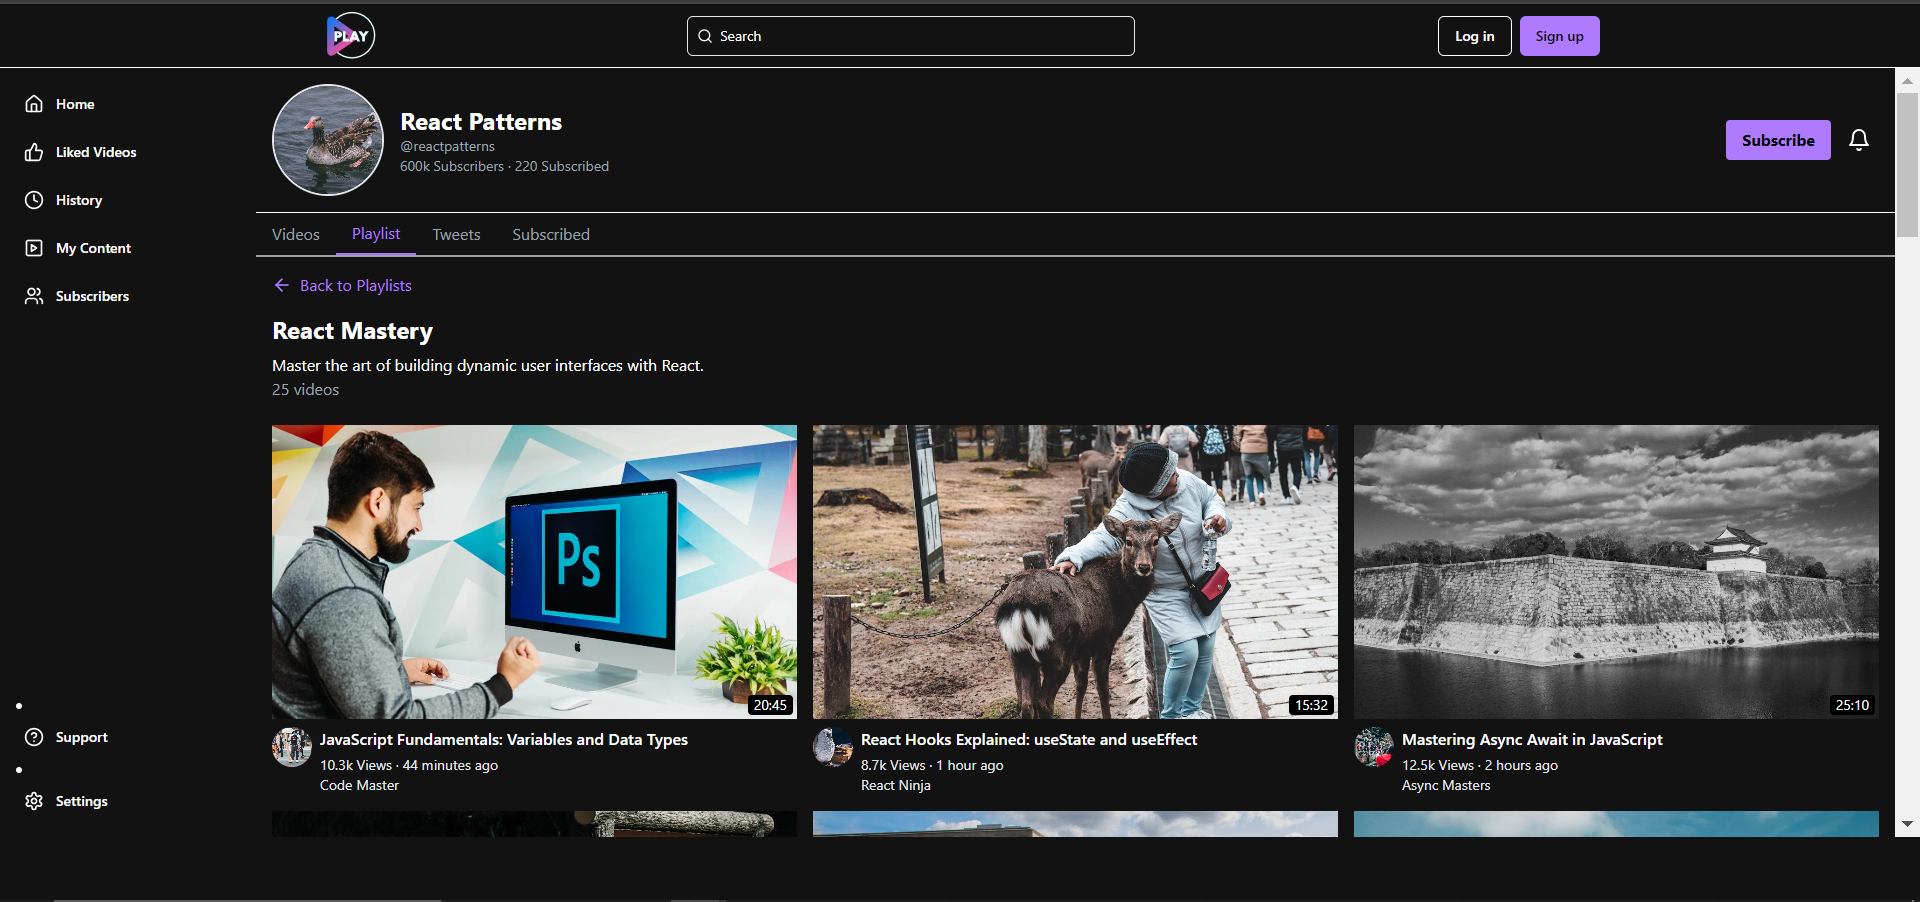 PLAY
Search
Log in
Sign up
Home
Liked Videos
History
My Content
Subscribers
Support
Settings
React Patterns
@reactpatterns
600k Subscribers · 220 Subscribed
Subscribe
Videos
Playlist
Tweets
Subscribed
Back to Playlists
React Mastery
Master the art of building dynamic user interfaces with React.
25 videos
Ps
20:45
15:32
25:10
JavaScript Fundamentals: Variables and Data Types
10.3k Views · 44 minutes ago
Code Master
React Hooks Explained: useState and useEffect
8.7k Views · 1 hour ago
React Ninja
Mastering Async Await in JavaScript
12.5k Views · 2 hours ago
Async Masters